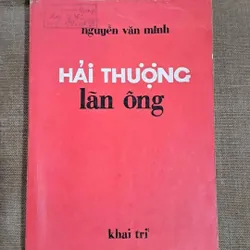 nguyễn văn minh
HẢI THƯỢNG
lãn ông
khai trí